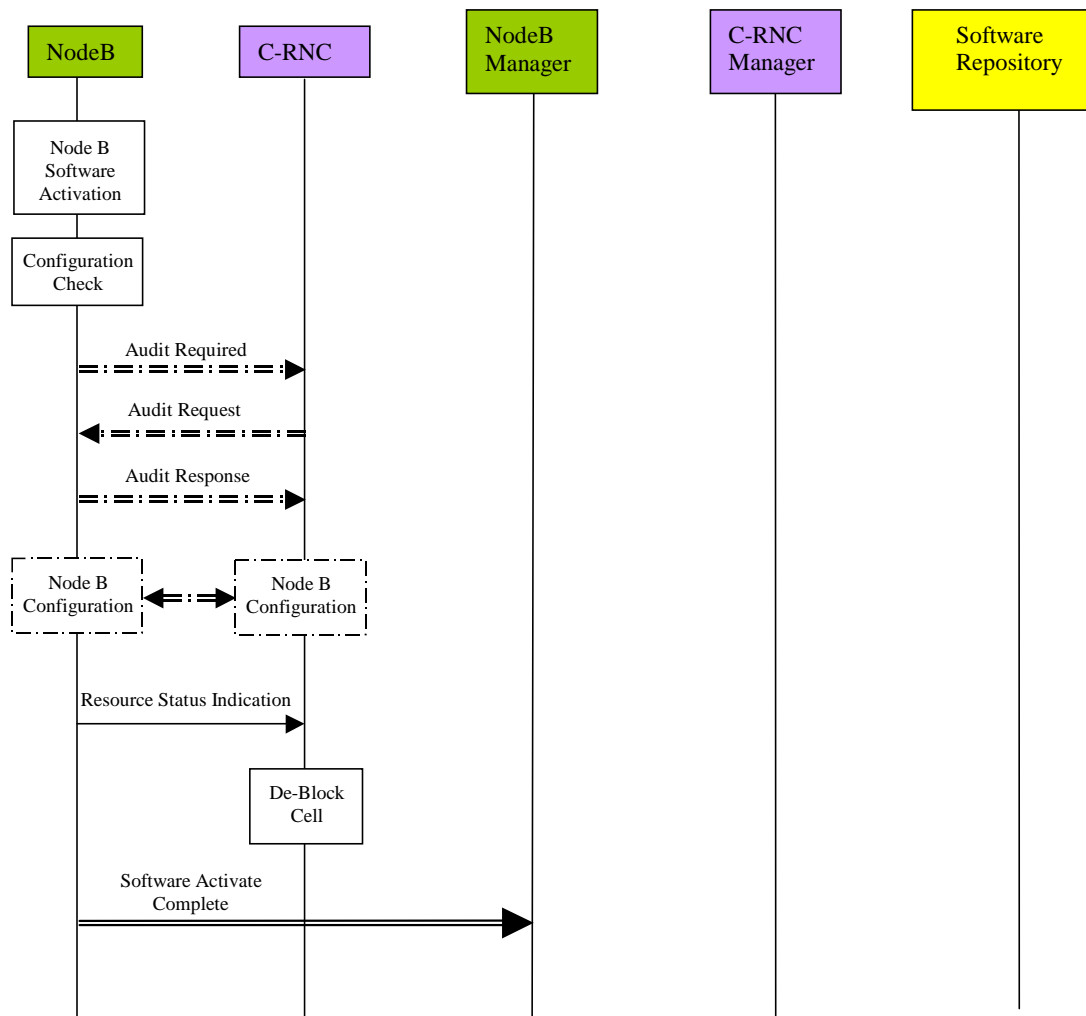 NodeB
C-RNC
NodeB
Manager
C-RNC
Manager
Software
Repository
Node B
Software
Activation
Configuration
Check
Audit Required
Audit Request
Audit Response
Node B
Configuration
Node B
Configuration
Resource Status Indication
De-Block
Cell
Software Activate
Complete